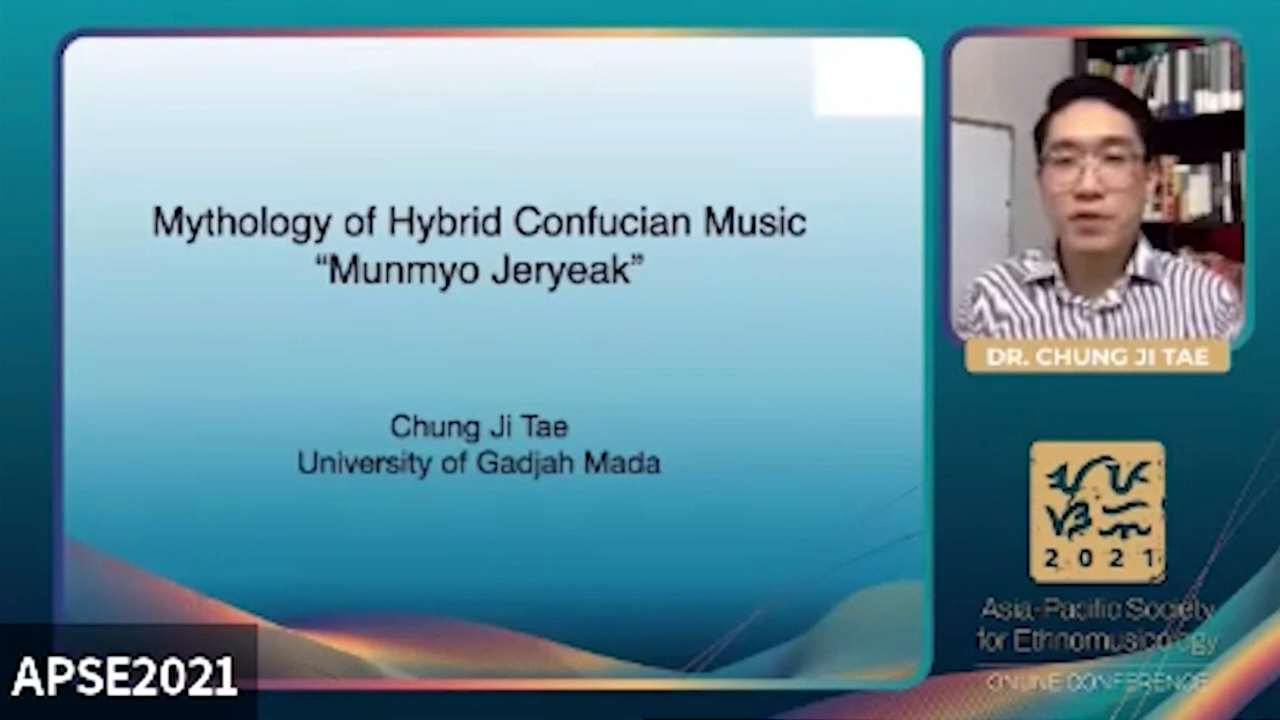 Mythology of Hybrid Confucian Music
“Munmyo Jeryeak”
Chung Ji Tae
University of Gadjah Mada
DR. CHUNG JI TAE
2021
Asia-Pacific Society
for Ethnomusicology
ONLINE CONFERENCE
APSE2021